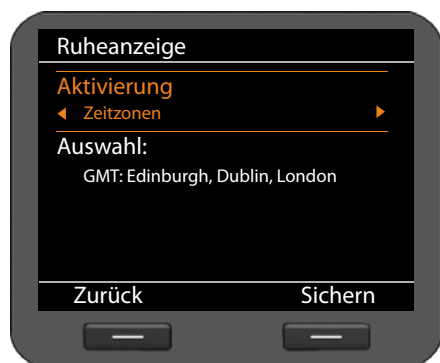 Ruheanzeige
Aktivierung
Zeitzonen
Auswahl:
GMT: Edinburgh, Dublin, London
Zurück Sichern